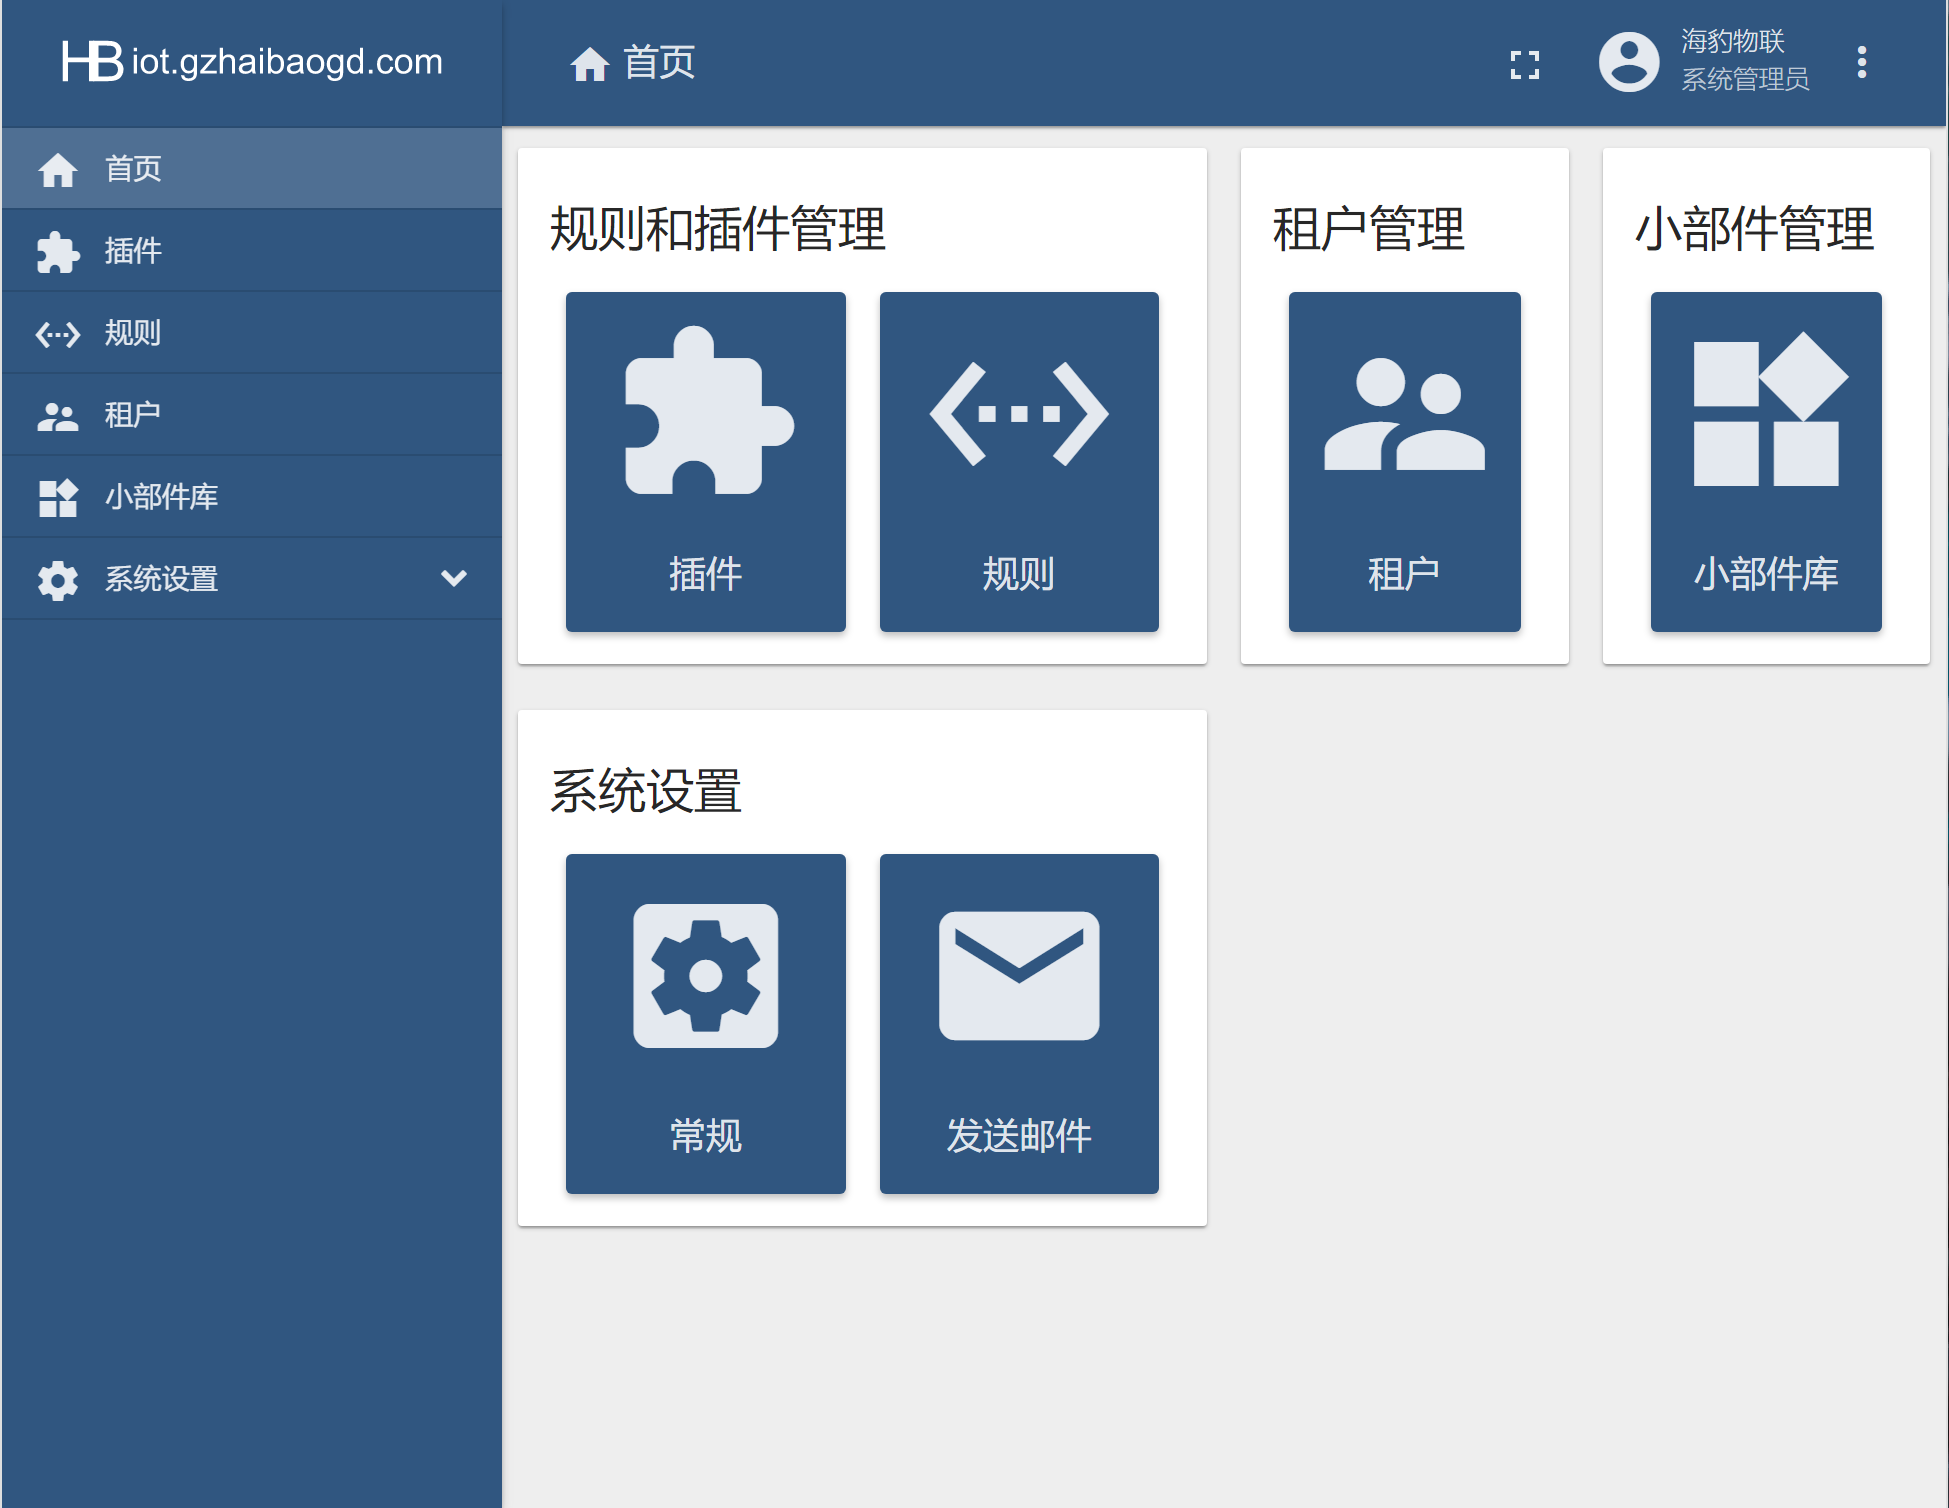 HB iot.gzhaibaogd.com
首页
插件
规则
租户
小部件库
系统设置
首页
海豹物联
系统管理员
规则和插件管理
插件
规则
租户管理
租户
小部件管理
小部件库
系统设置
常规
发送邮件